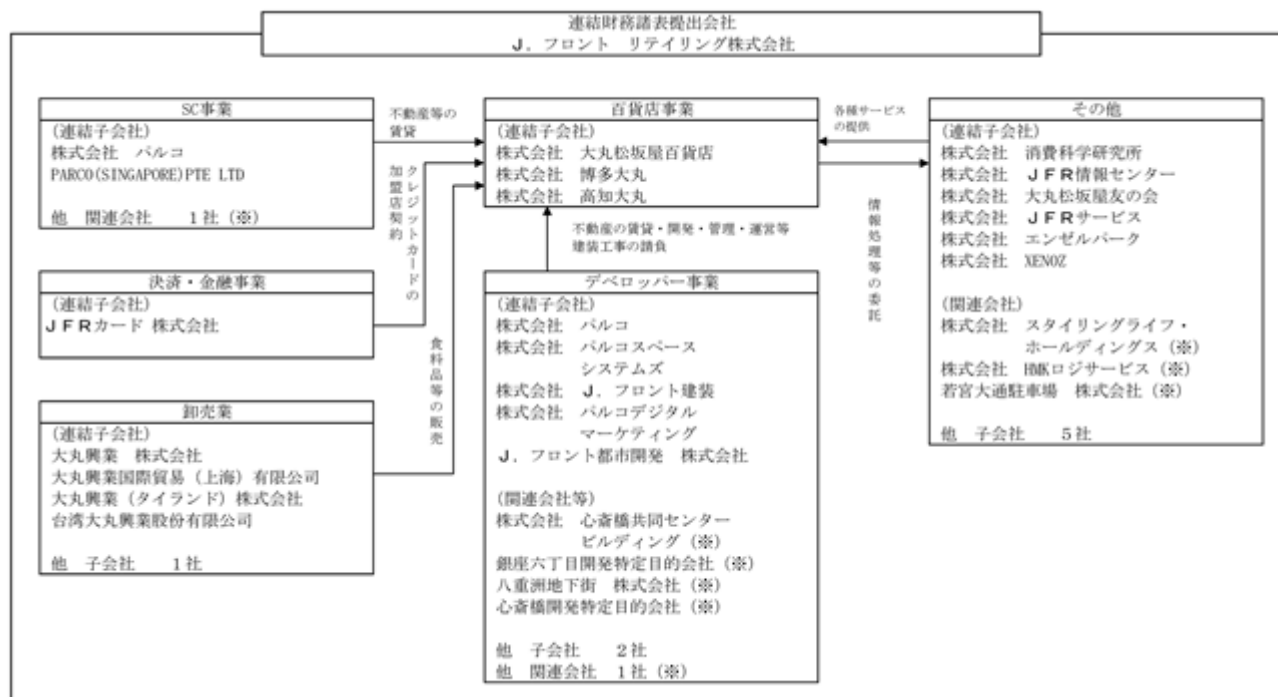 連結財務諸表提出会社
Ｊ．フロント　リテイリング株式会社
SC事業
(連結子会社)
株式会社　パルコ
PARCO(SINGAPORE)PTE LTD
他　関連会社　１社（※）
不動産等の
賃貸
クレジットカードの
加盟店契約
決済・金融事業
(連結子会社)
ＪＦＲカード 株式会社
食料品等の販売
卸売業
(連結子会社)
大丸興業　株式会社
大丸興業国際貿易（上海）有限公司
大丸興業（タイランド）株式会社
台湾大丸興業股份有限公司
他　子会社　１社
百貨店事業
(連結子会社)
株式会社　大丸松坂屋百貨店
株式会社　博多大丸
株式会社　高知大丸
不動産の賃貸・開発・管理・運営等
建装工事の請負
デベロッパー事業
(連結子会社)
株式会社　パルコ
株式会社　パルコスペース
システムズ
株式会社　Ｊ．フロント建装
株式会社　パルコデジタル
マーケティング
Ｊ．フロント都市開発　株式会社
(関連会社等)
株式会社　心斎橋共同センター
ビルディング（※）
銀座六丁目開発特定目的会社（※）
八重洲地下街　株式会社（※）
心斎橋開発特定目的会社（※）
他　子会社　２社
他　関連会社　１社（※）
各種サービス
の提供
情報処理等の委託
その他
(連結子会社)
株式会社　消費科学研究所
株式会社　ＪＦＲ情報センター
株式会社　大丸松坂屋友の会
株式会社　ＪＦＲサービス
株式会社　エンゼルパーク
株式会社　XENOZ
(関連会社)
株式会社　スタイリングライフ・
ホールディングス（※）
株式会社　HMKロジサービス（※）
若宮大通駐車場　株式会社（※）
他　子会社　５社